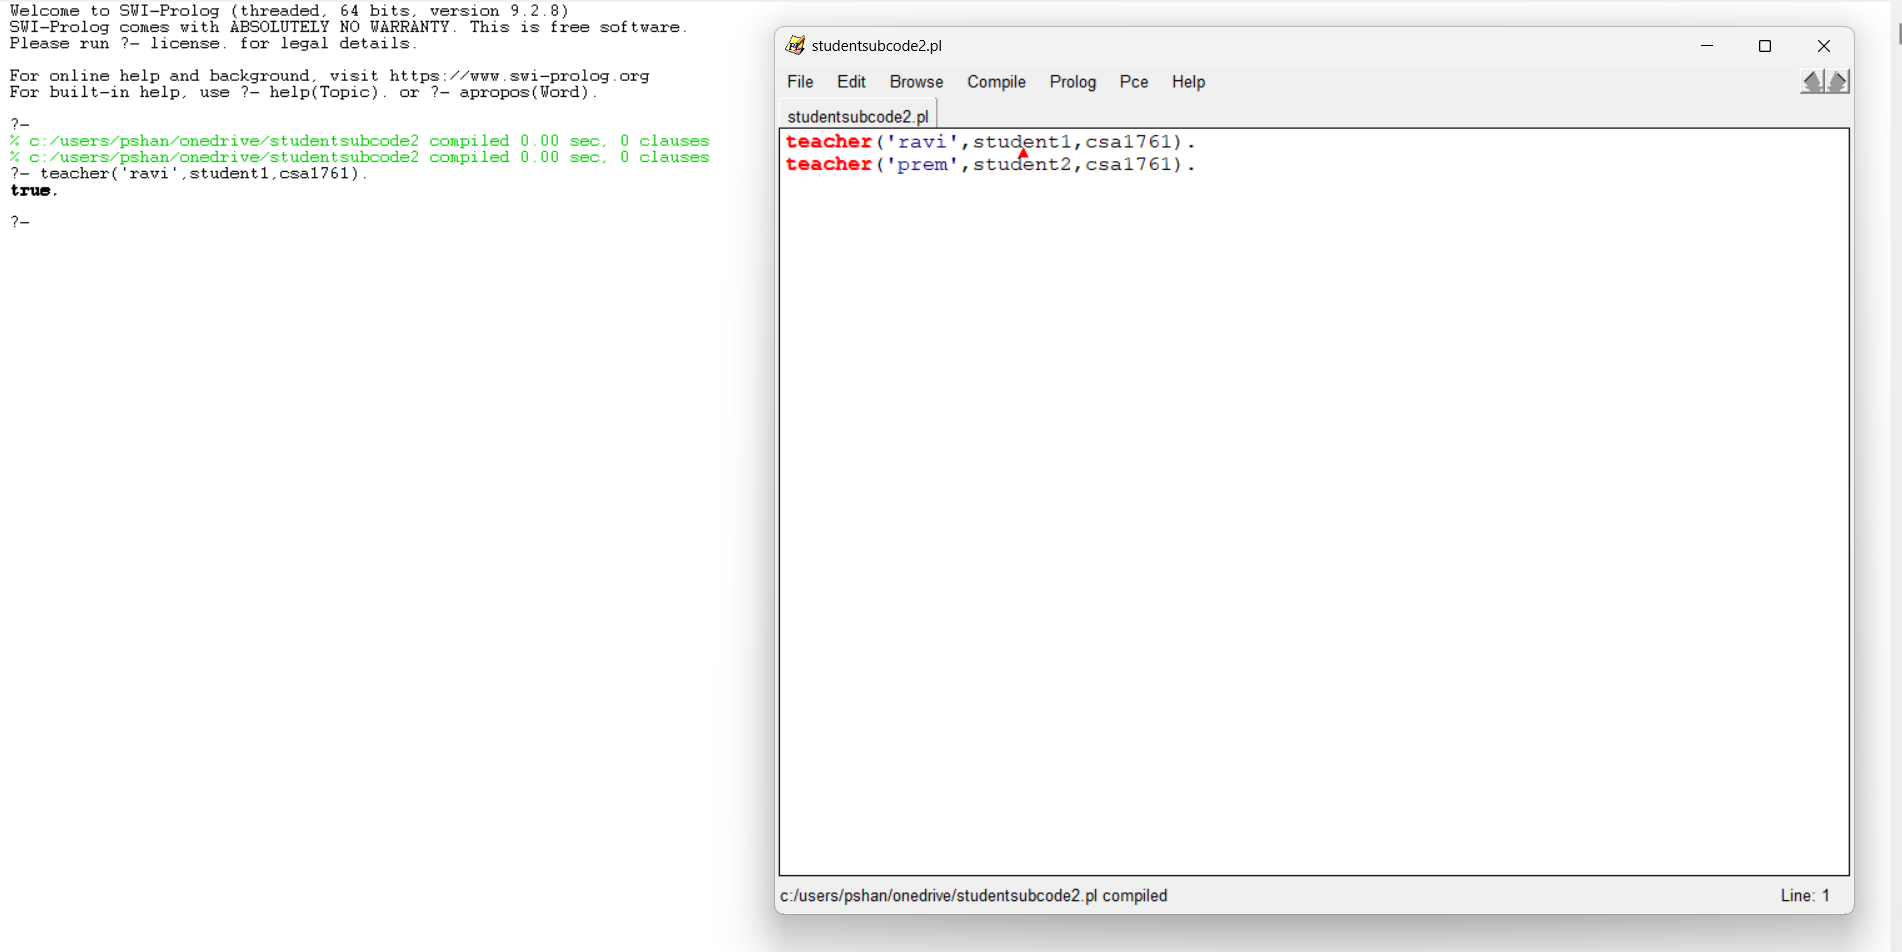 Welcome to SWI-Prolog (threaded, 64 bits, version 9.2.8)
SWI-Prolog comes with ABSOLUTELY NO WARRANTY. This is free software.
Please run ?- license. for legal details.
For online help and background, visit https://www.swi-prolog.org
For built-in help, use ?- help(Topic). or ?- apropos(Word).
?-
% c:/users/pshan/onedrive/studentsubcode2 compiled 0.00 sec, 0 clauses
% c:/users/pshan/onedrive/studentsubcode2 compiled 0.00 sec, 0 clauses
?- teacher('ravi',student1,csa1761).
true.
?-
studentsubcode2.pl
File Edit Browse Compile Prolog Pce Help
studentsubcode2.pl
teacher('ravi',student1,csa1761).
teacher('prem',student2,csa1761).
c:/users/pshan/onedrive/studentsubcode2.pl compiled Line: 1